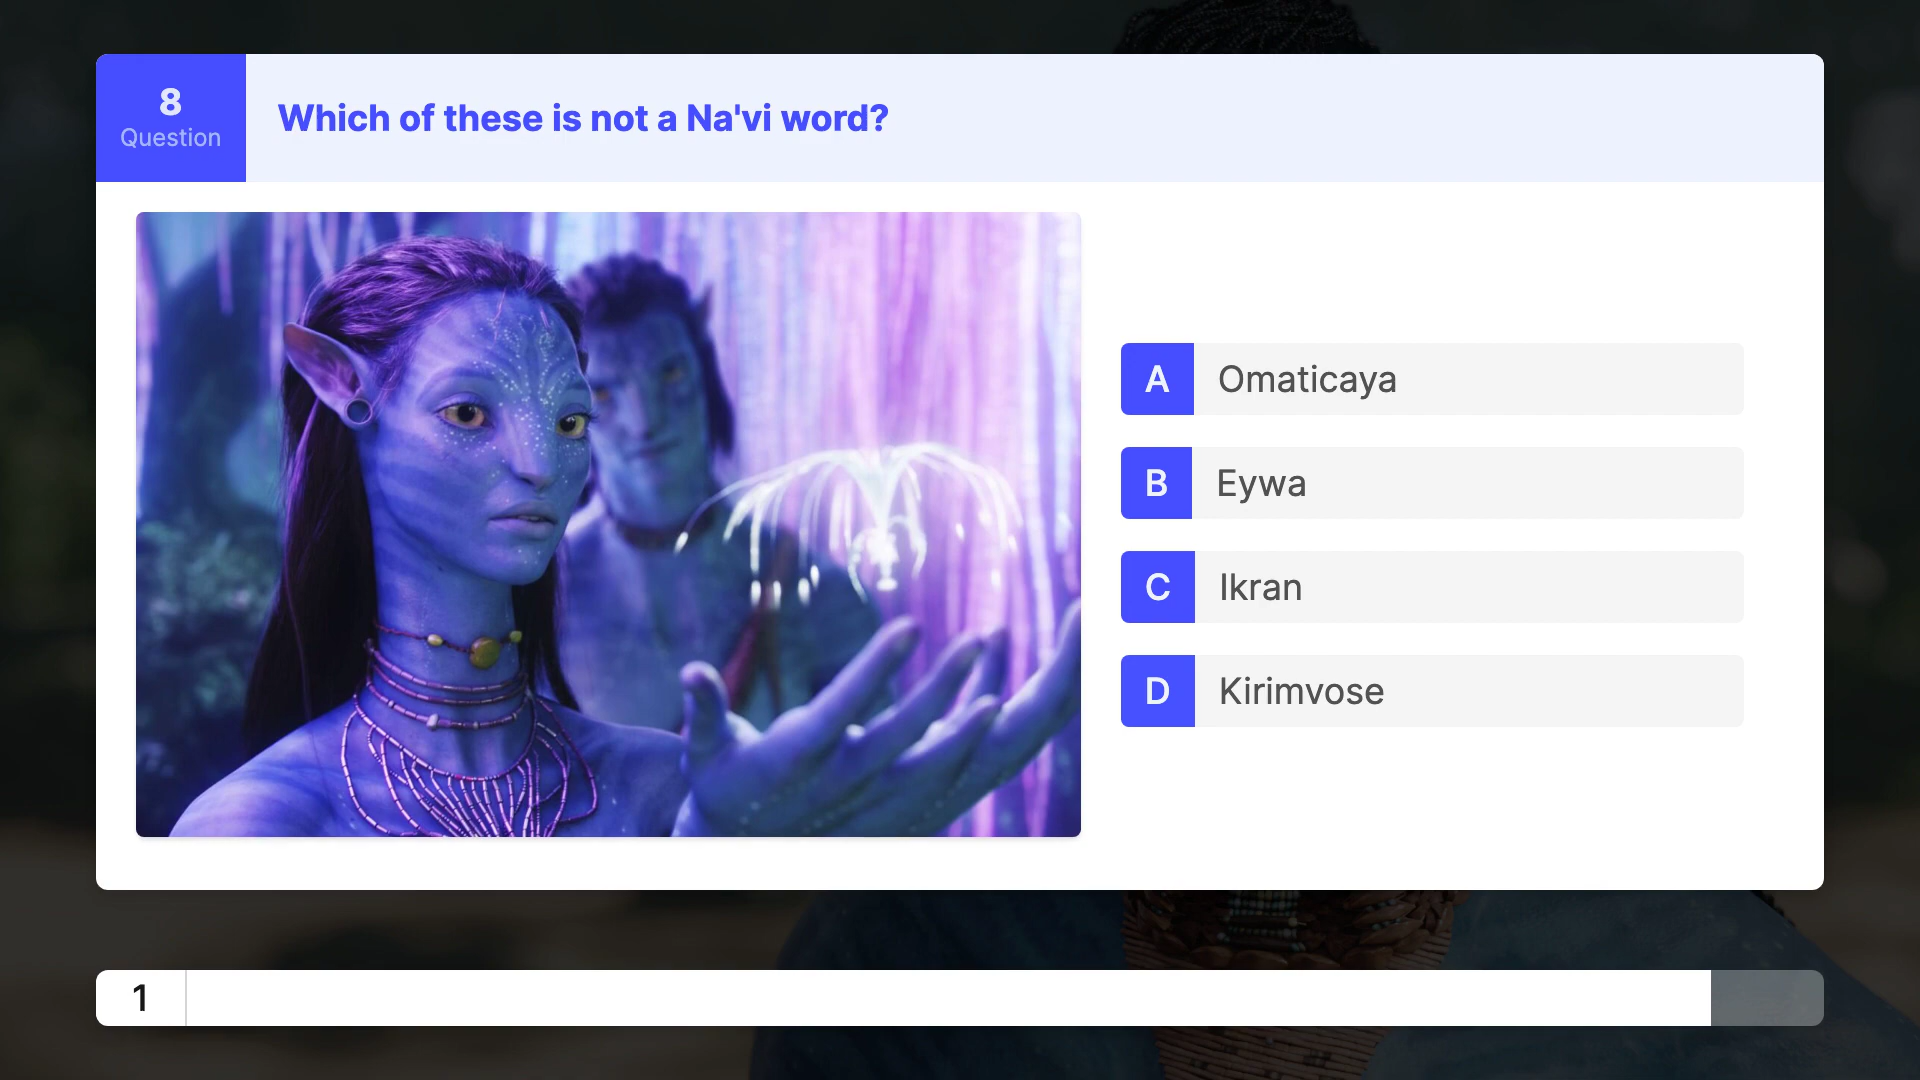 8
Question
Which of these is not a Na'vi word?
A Omaticaya
B Eywa
C Ikran
D Kirimvose
1